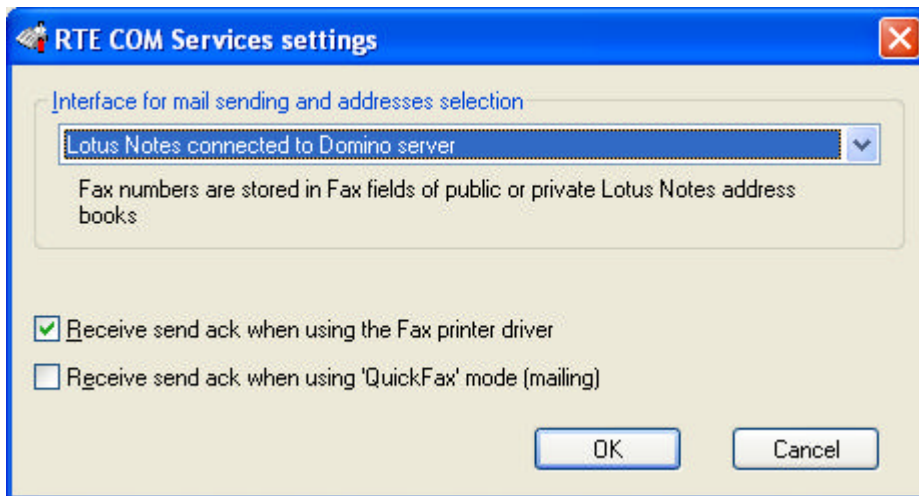 RTE COM Services settings
Interface for mail sending and addresses selection
Lotus Notes connected to Domino server
Fax numbers are stored in Fax fields of public or private Lotus Notes address
books
Receive send ack when using the Fax printer driver
Receive send ack when using 'QuickFax' mode (mailing)
OK Cancel